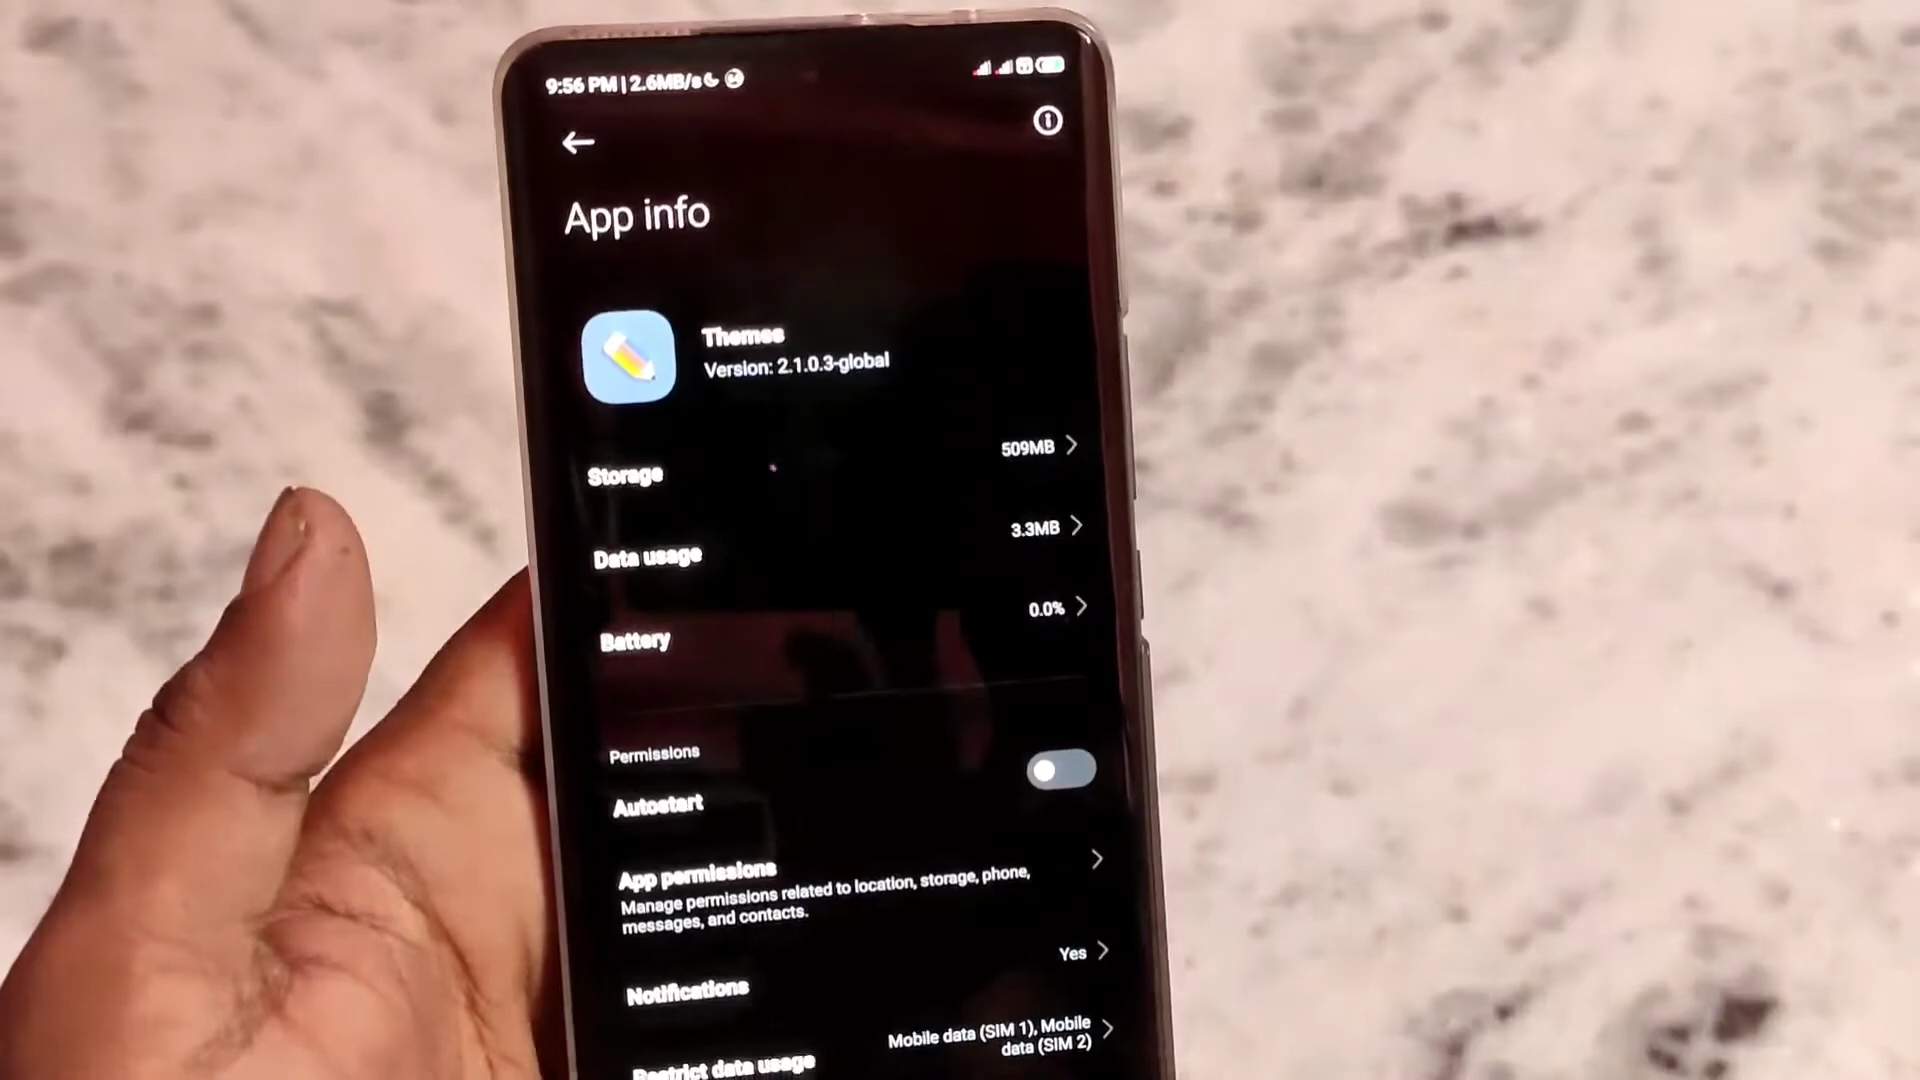 9:56 PM | 2.6MB/s
App info
Themes
Version: 2.1.0.3-global
Storage 509MB
Data usage 3.3MB
Battery 0.0%
Permissions
Autostart
App permissions
Manage permissions related to location, storage, phone,
messages, and contacts.
Notifications Yes
Restrict data usage Mobile data (SIM 1), Mobile
data (SIM 2)